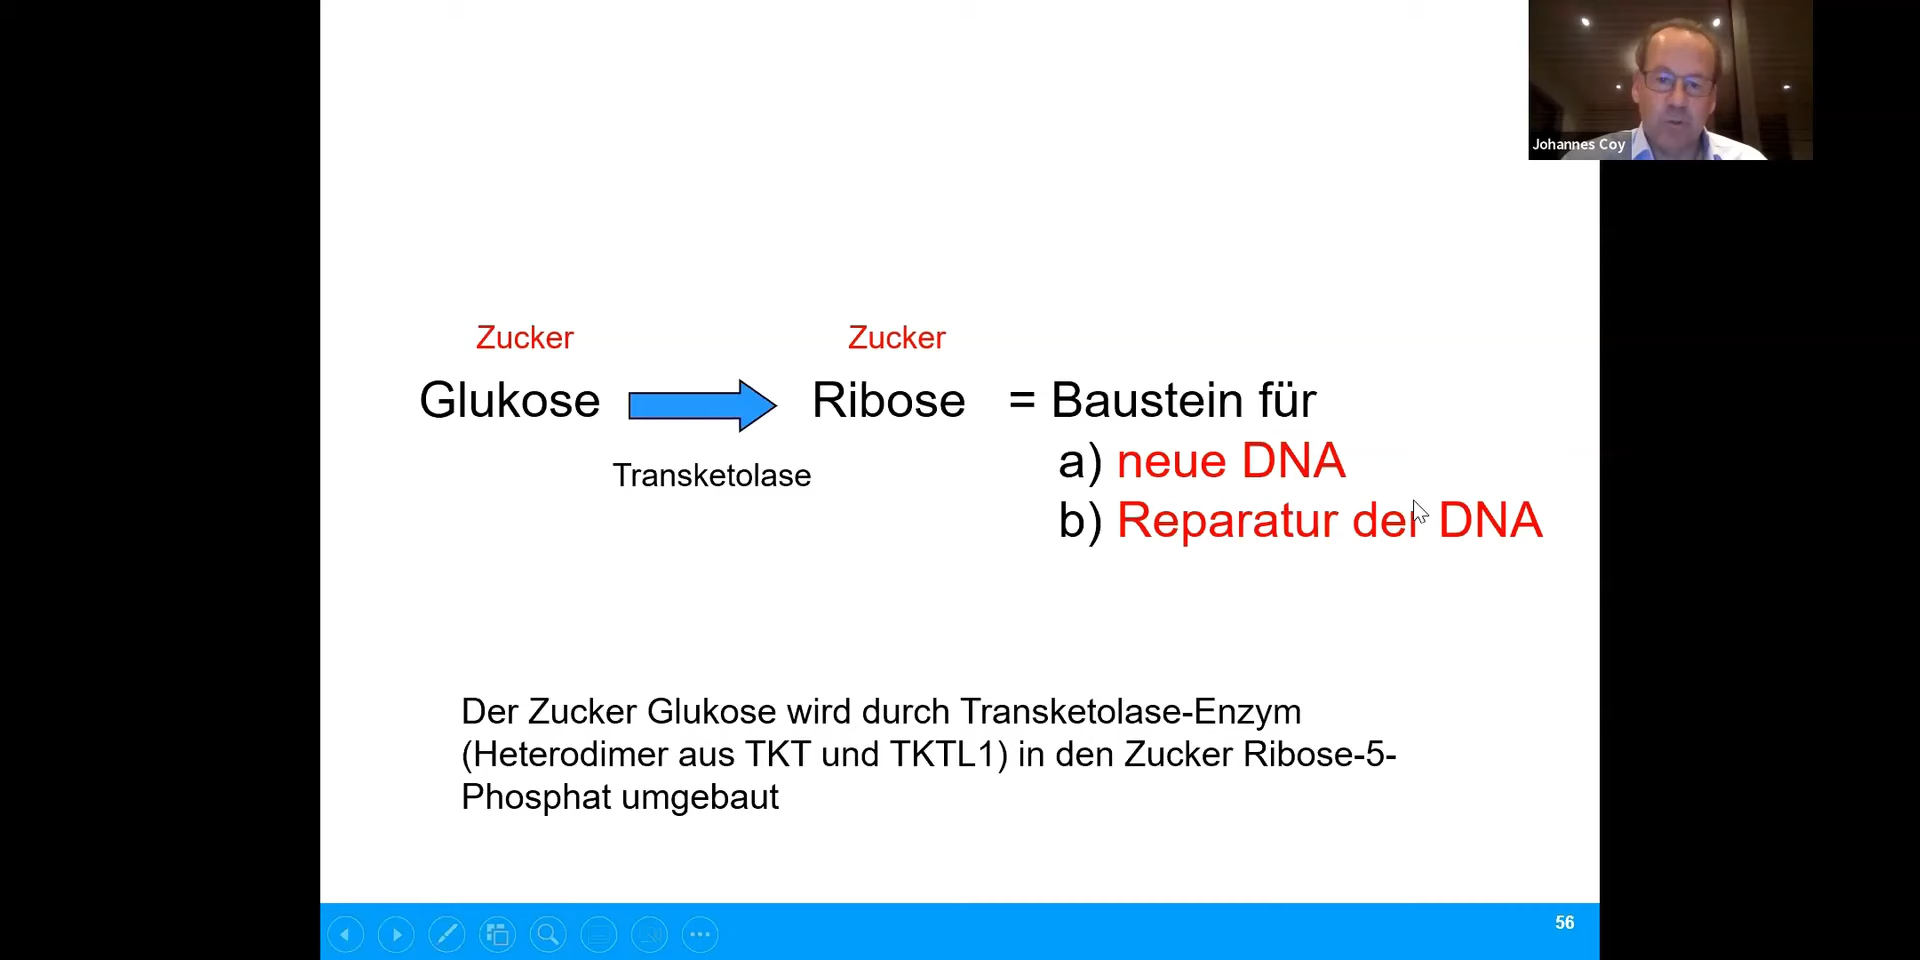 Johannes Coy
Zucker Zucker
Glukose Ribose = Baustein für
a) neue DNA
Transketolase
b) Reparatur der DNA
Der Zucker Glukose wird durch Transketolase-Enzym
(Heterodimer aus TKT und TKTL1) in den Zucker Ribose-5-
Phosphat umgebaut
56